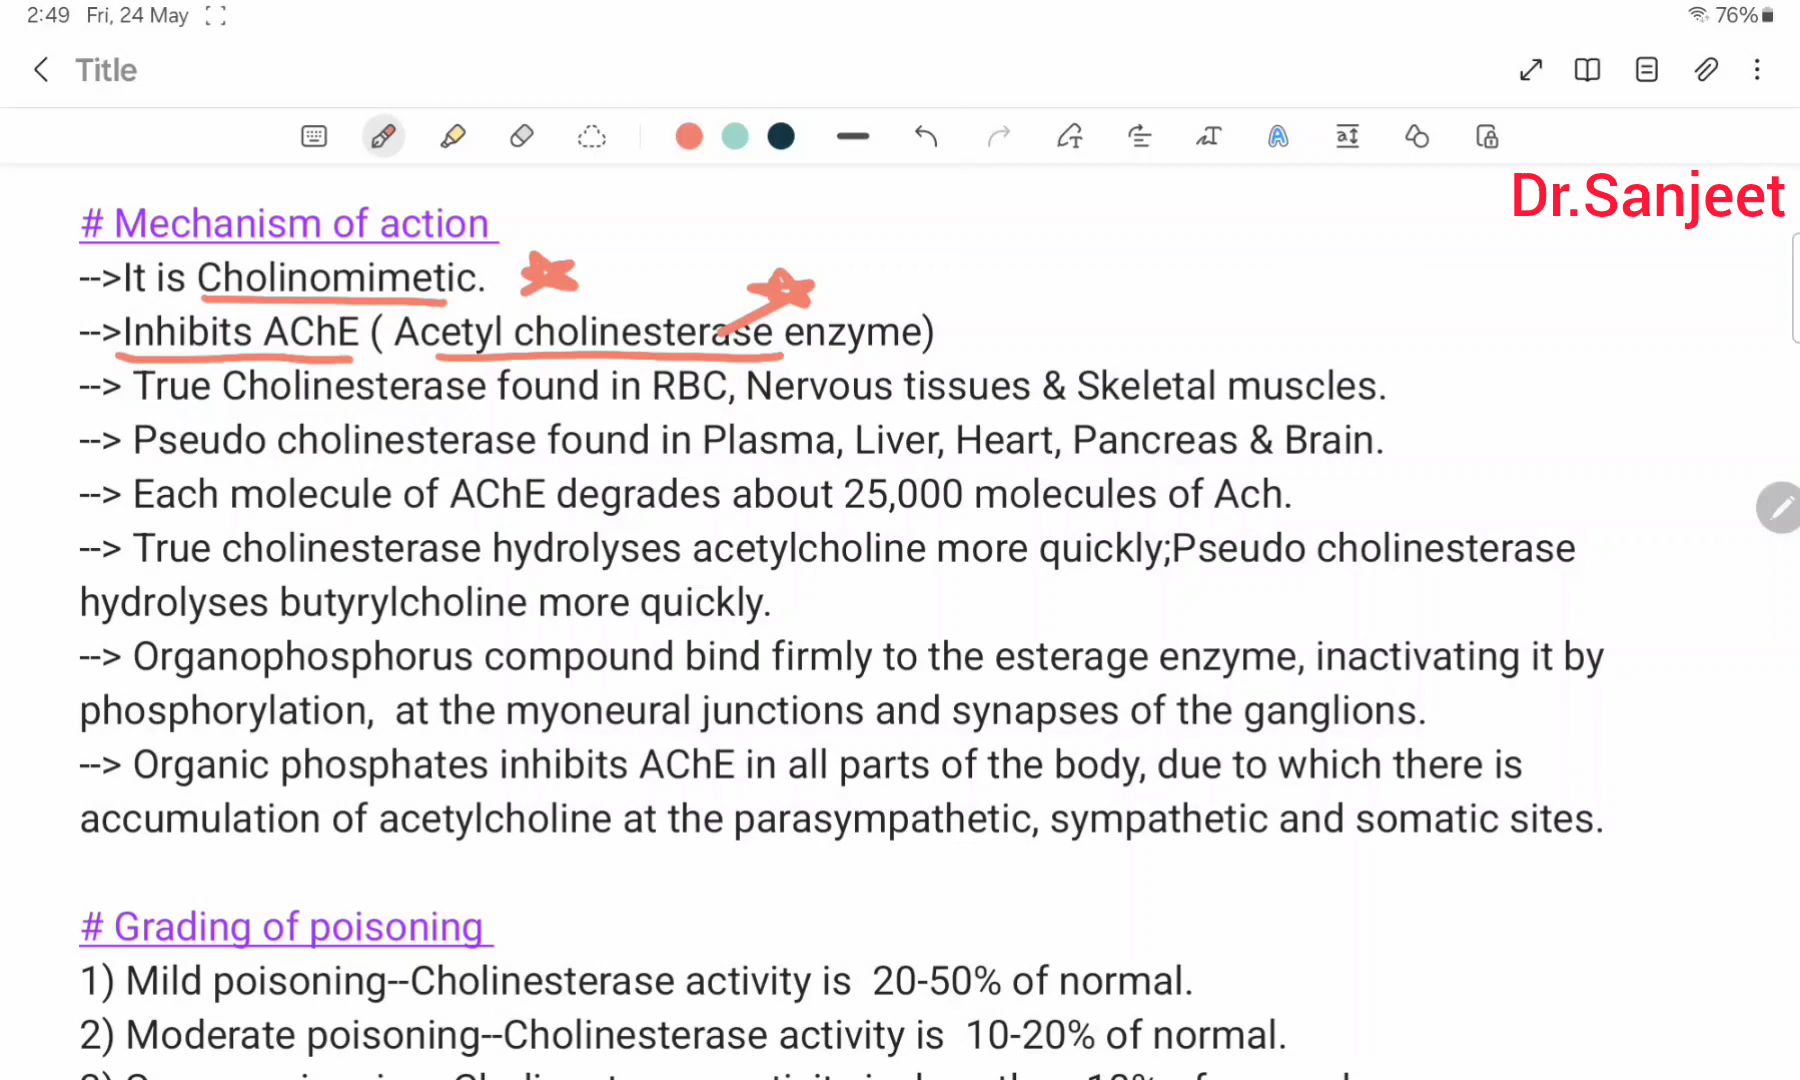 2:49 Fri, 24 May 76%
Title
Dr.Sanjeet
# Mechanism of action
-->It is Cholinomimetic.
-->Inhibits AChE ( Acetyl cholinesterase enzyme)
--> True Cholinesterase found in RBC, Nervous tissues & Skeletal muscles.
--> Pseudo cholinesterase found in Plasma, Liver, Heart, Pancreas & Brain.
--> Each molecule of AChE degrades about 25,000 molecules of Ach.
--> True cholinesterase hydrolyses acetylcholine more quickly;Pseudo cholinesterase
hydrolyses butyrylcholine more quickly.
--> Organophosphorus compound bind firmly to the esterage enzyme, inactivating it by
phosphorylation,  at the myoneural junctions and synapses of the ganglions.
--> Organic phosphates inhibits AChE in all parts of the body, due to which there is
accumulation of acetylcholine at the parasympathetic, sympathetic and somatic sites.
# Grading of poisoning
1) Mild poisoning--Cholinesterase activity is  20-50% of normal.
2) Moderate poisoning--Cholinesterase activity is  10-20% of normal.